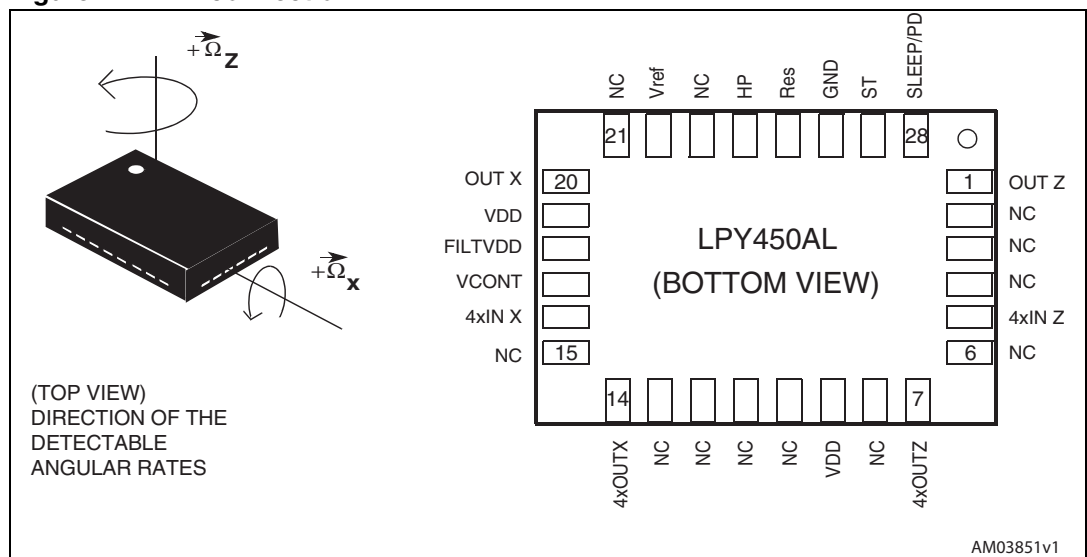 +Ω Z
+Ω x
(TOP VIEW)
DIRECTION OF THE
DETECTABLE
ANGULAR RATES
NC Vref NC HP Res GND ST SLEEP/PD
21 28
OUT X 20 1 OUT Z
VDD NC
FILTVDD NC
VCONT NC
4xIN X 4xIN Z
NC 15 6 NC
LPY450AL
(BOTTOM VIEW)
14 7
4xOUTX NC NC NC NC VDD NC 4xOUTZ
AM03851v1